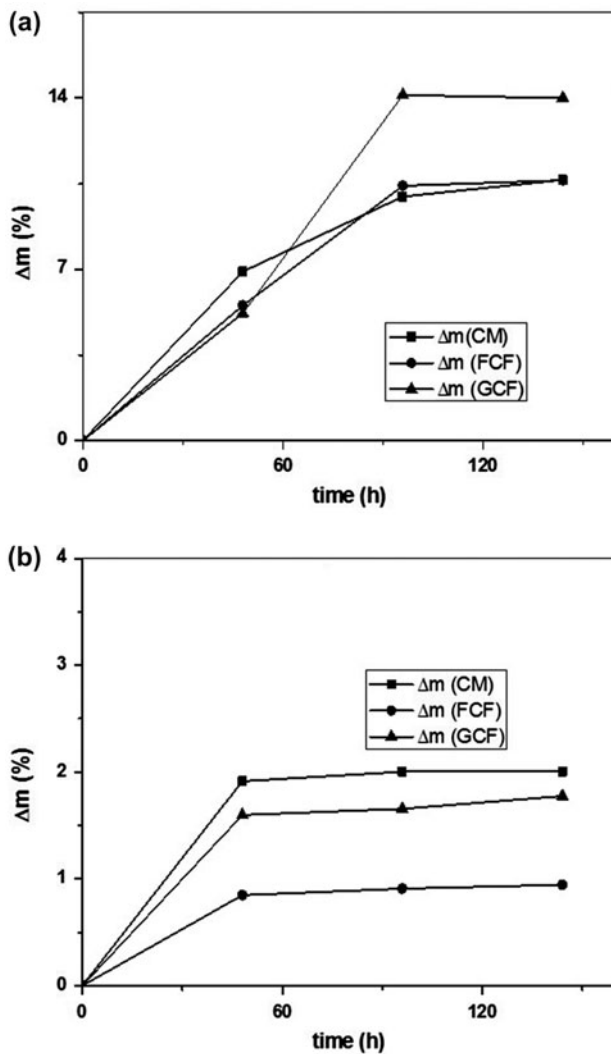 (a)
14
7
0
Δm (%)
Δm(CM)
Δm (FCF)
Δm (GCF)
0
60
120
time (h)
(b)
4
3
2
1
0
Δm (%)
Δm (CM)
Δm (FCF)
Δm (GCF)
0
60
120
time (h)